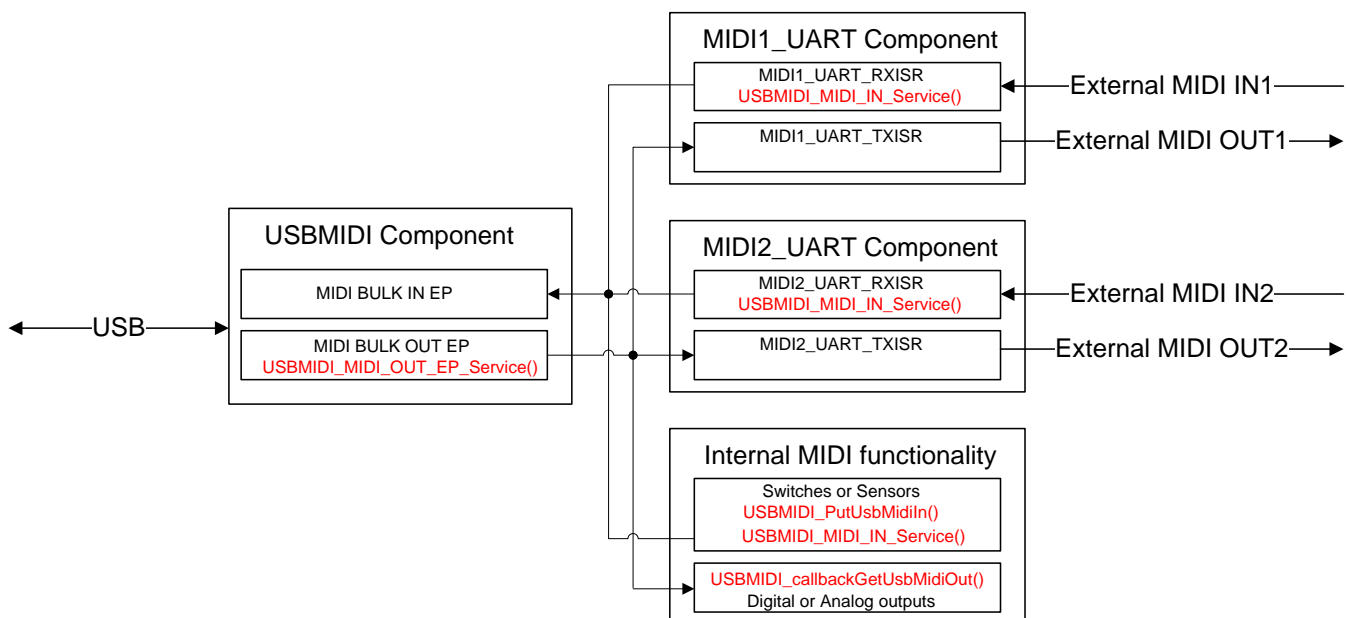 MIDI1_UART Component
MIDI1_UART_RXISR
USBMIDI_MIDI_IN_Service()
External MIDI IN1
MIDI1_UART_TXISR
External MIDI OUT1
USBMIDI Component
MIDI BULK IN EP
MIDI BULK OUT EP
USBMIDI_MIDI_OUT_EP_Service()
USB
MIDI2_UART Component
MIDI2_UART_RXISR
USBMIDI_MIDI_IN_Service()
External MIDI IN2
MIDI2_UART_TXISR
External MIDI OUT2
Internal MIDI functionality
Switches or Sensors
USBMIDI_PutUsbMidiIn()
USBMIDI_MIDI_IN_Service()
USBMIDI_callbackGetUsbMidiOut()
Digital or Analog outputs